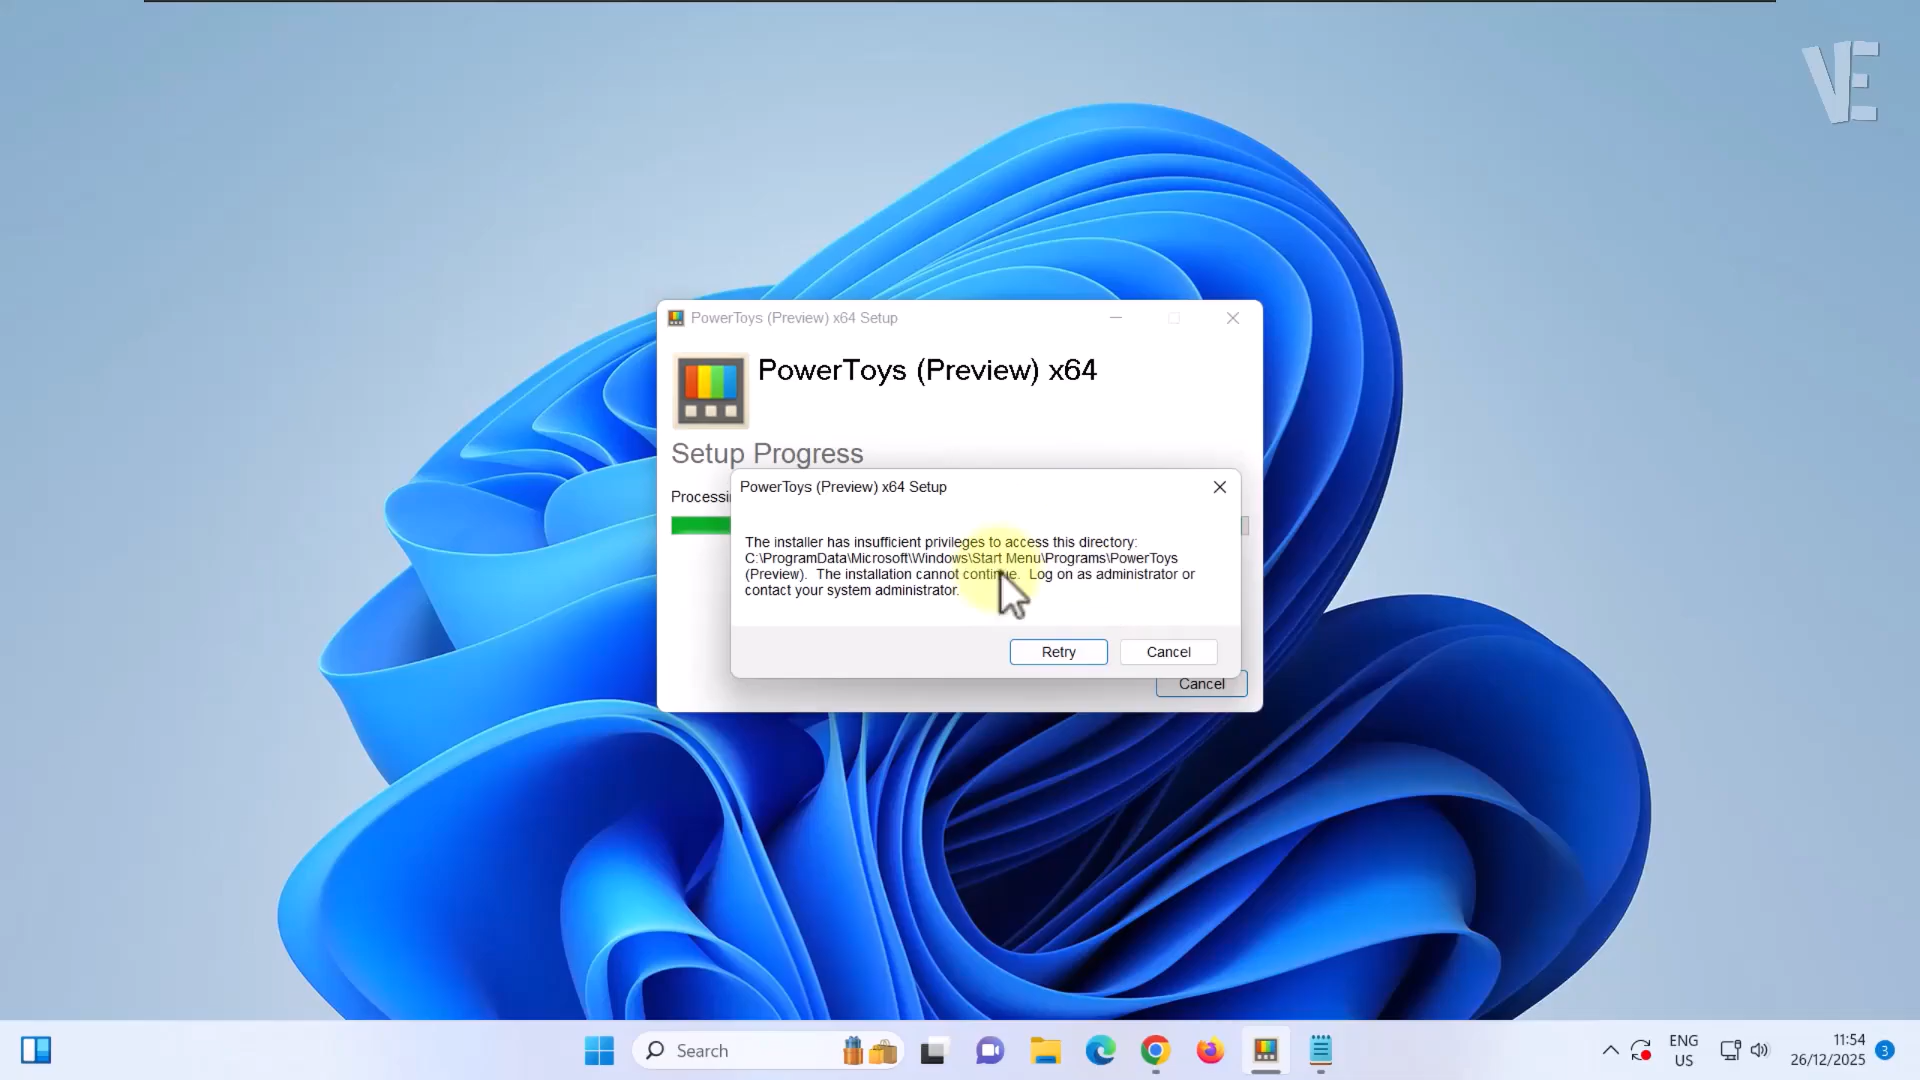 VE
PowerToys (Preview) x64 Setup
PowerToys (Preview) x64
Setup Progress
PowerToys (Preview) x64 Setup
The installer has insufficient privileges to access this directory:
C:\ProgramData\Microsoft\Windows\Start Menu\Programs\PowerToys
(Preview).  The installation cannot continue.  Log on as administrator or
contact your system administrator.
Retry
Cancel
Cancel
Search
ENG
US
11:54
26/12/2025
3